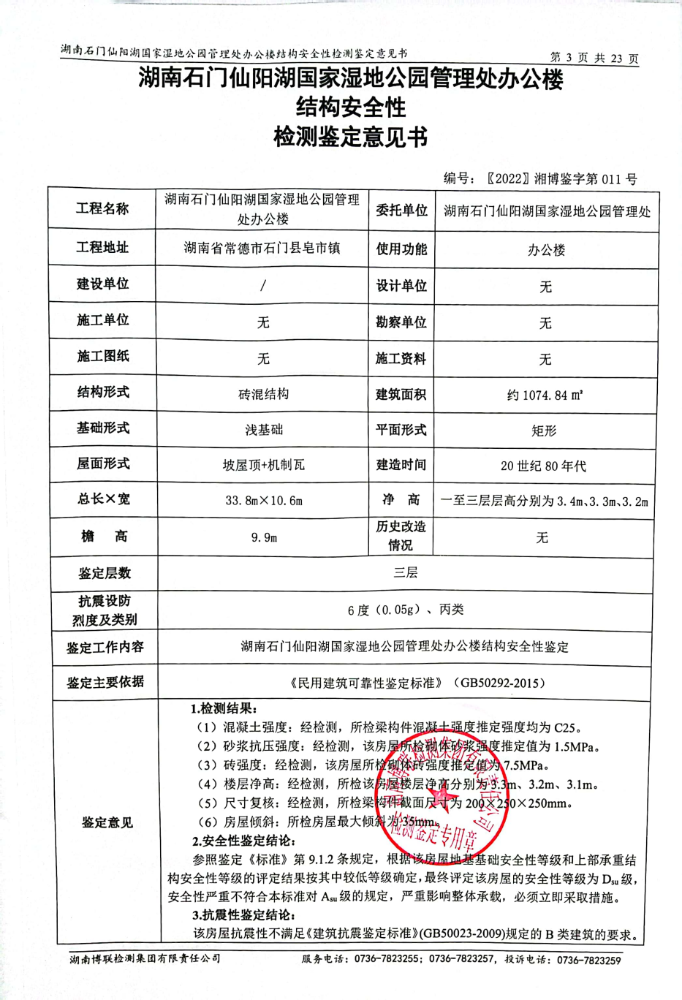 湖南石门仙阳湖国家湿地公园管理处办公楼结构安全性检测鉴定意见书
第 3 页 共 23 页
湖南石门仙阳湖国家湿地公园管理处办公楼
结构安全性
检测鉴定意见书
编号：〖2022〗湘博鉴字第 011 号
工程名称
湖南石门仙阳湖国家湿地公园管理
处办公楼
委托单位
湖南石门仙阳湖国家湿地公园管理处
工程地址
湖南省常德市石门县皂市镇
使用功能
办公楼
建设单位
/
设计单位
无
施工单位
无
勘察单位
无
施工图纸
无
施工资料
无
结构形式
砖混结构
建筑面积
约 1074.84 ㎡
基础形式
浅基础
平面形式
矩形
屋面形式
坡屋顶+机制瓦
建造时间
20 世纪 80 年代
总长×宽
33.8m×10.6m
净 高
一至三层层高分别为 3.4m、3.3m、3.2m
檐 高
9.9m
历史改造
情况
无
鉴定层数
三层
抗震设防
烈度及类别
6 度（0.05g）、丙类
鉴定工作内容
湖南石门仙阳湖国家湿地公园管理处办公楼结构安全性鉴定
鉴定主要依据
《民用建筑可靠性鉴定标准》（GB50292-2015）
鉴定意见
1.检测结果：
（1）混凝土强度：经检测，所检梁构件混凝土强度推定强度均为 C25。
（2）砂浆抗压强度：经检测，该房屋所检砌体砂浆强度推定值为 1.5MPa。
（3）砖强度：经检测，该房屋所检砌体砖强度推定值为 7.5MPa。
（4）楼层净高：经检测，所检该房屋楼层净高分别为 3.3m、3.2m、3.1m。
（5）尺寸复核：经检测，所检梁构件截面尺寸为 200×250×250mm。
（6）房屋倾斜：所检房屋最大倾斜为 35mm。
2.安全性鉴定结论：
参照鉴定《标准》第 9.1.2 条规定，根据该房屋地基基础安全性等级和上部承重结
构安全性等级的评定结果按其中较低等级确定，最终评定该房屋的安全性等级为 Dsu 级，
安全性严重不符合本标准对 Asu 级的规定，严重影响整体承载，必须立即采取措施。
3.抗震性鉴定结论：
该房屋抗震性不满足《建筑抗震鉴定标准》(GB50023-2009)规定的 B 类建筑的要求。
湖南博联检测集团有限责任公司
检测鉴定专用章
湖南博联检测集团有限责任公司
服务电话：0736-7823255；0736-7823257，投诉电话：0736-7823259